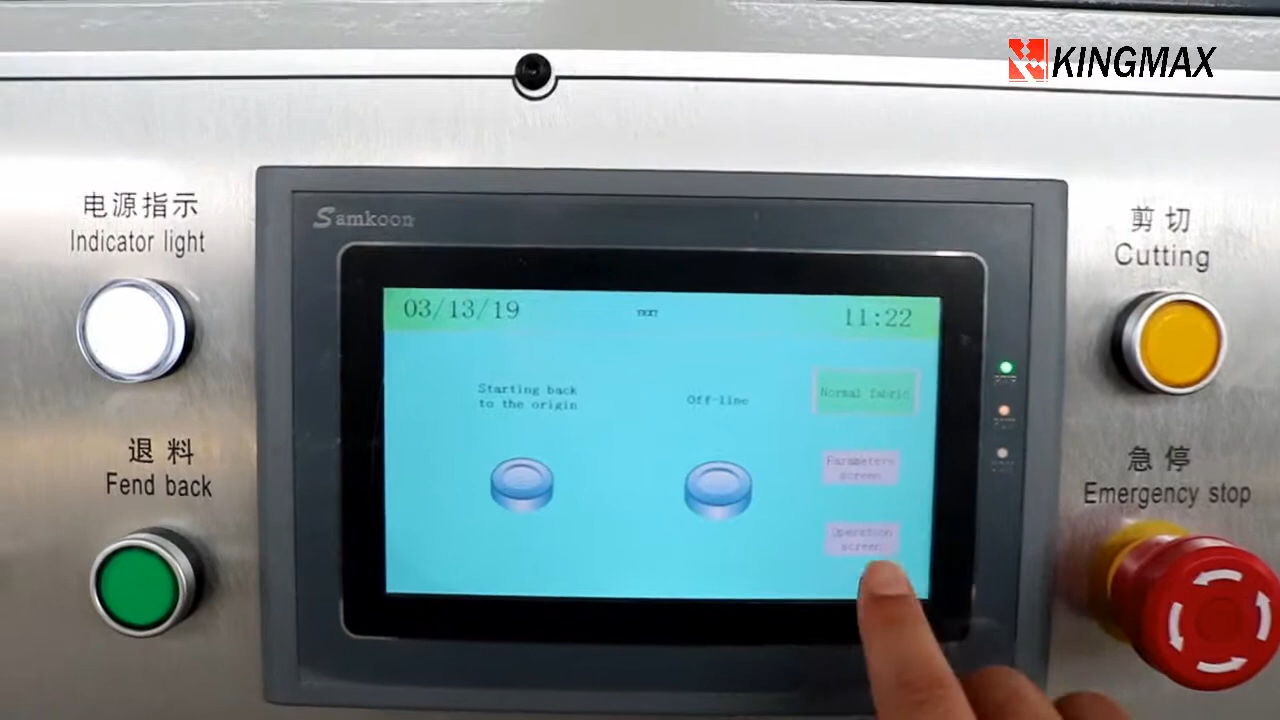 KINGMAX
电源指示
Indicator light
Samkoon
剪切
Cutting
03/13/19
TEXT
11:22
Starting back
to the origin
Off-line
Normal fabric
退料
Fend back
Parameters
screen
急停
Emergency stop
Operation
screen